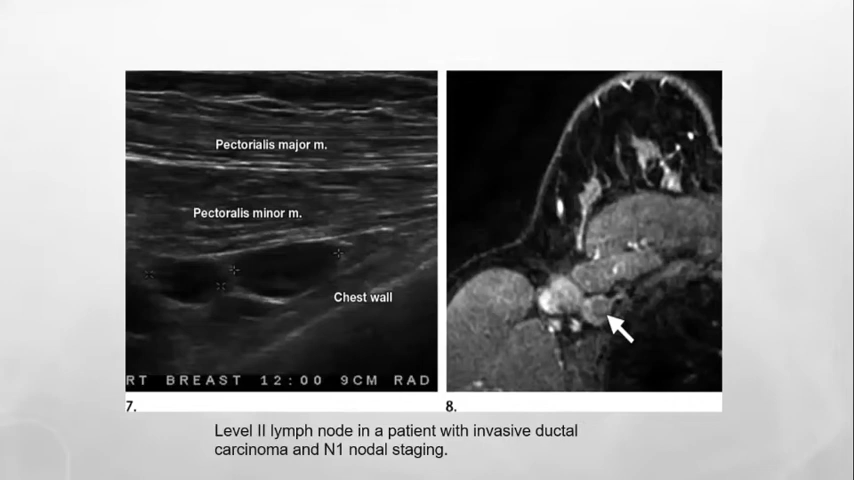 Pectorialis major m.
Pectoralis minor m.
Chest wall
RT BREAST 12:00 9CM RAD
7.
8.
Level II lymph node in a patient with invasive ductal
carcinoma and N1 nodal staging.